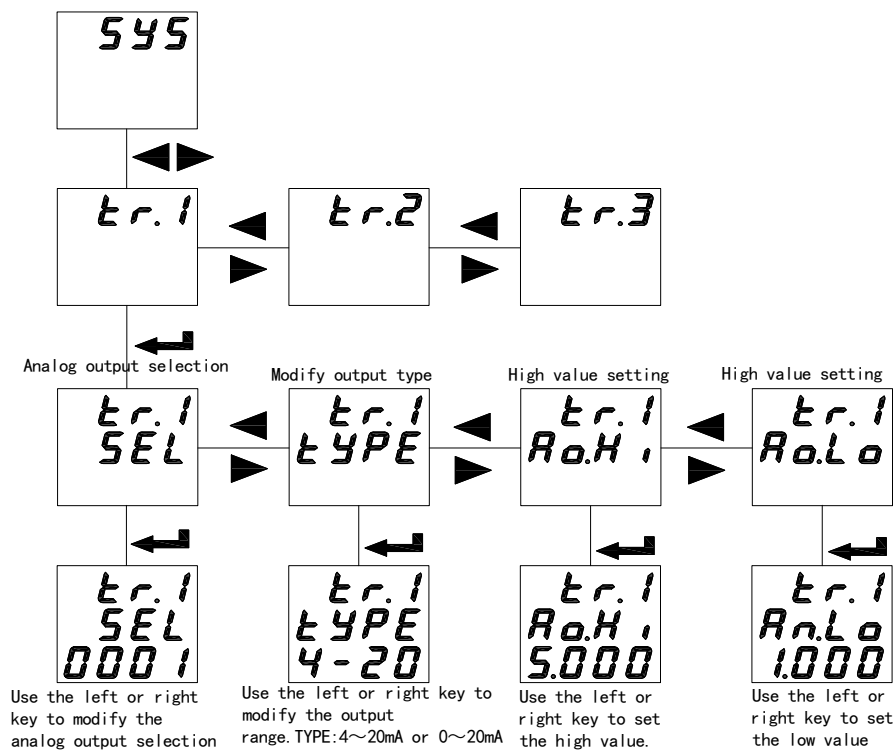 SYS
tr.1
tr.2
tr.3
Analog output selection
Modify output type
High value setting
High value setting
tr.1
SEL
tr.1
tYPE
tr.1
Ao.Hi
tr.1
Ao.Lo
tr.1
SEL
0001
tr.1
tYPE
4-20
tr.1
Ao.Hi
5.000
tr.1
An.Lo
1.000
Use the left or right
key to modify the
analog output selection
Use the left or right key to
modify the output
range. TYPE:4～20mA or 0～20mA
Use the left or
right key to set
the high value.
Use the left or
right key to set
the low value